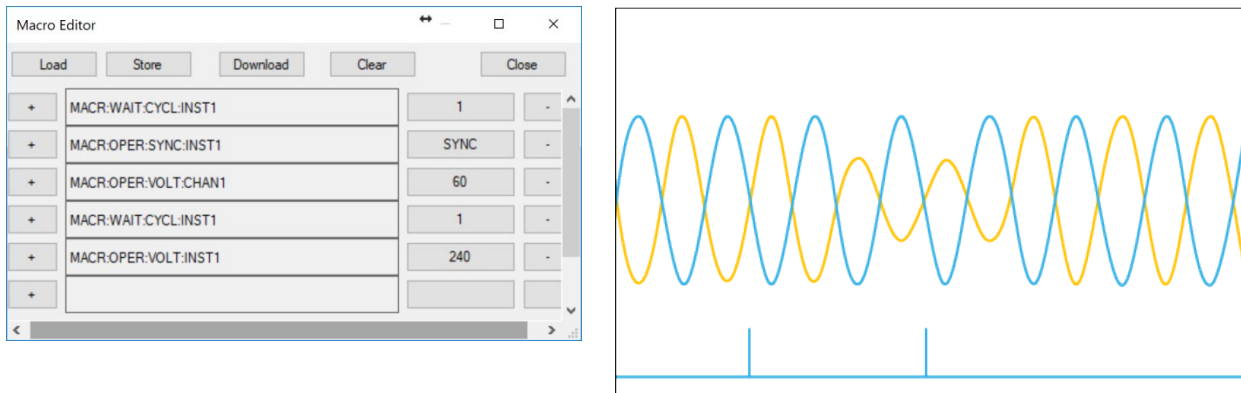 Macro Editor
Load Store Download Clear Close
+ MACR:WAIT:CYCL:INST1 1 -
+ MACR:OPER:SYNC:INST1 SYNC -
+ MACR:OPER:VOLT:CHAN1 60 -
+ MACR:WAIT:CYCL:INST1 1 -
+ MACR:OPER:VOLT:INST1 240 -
+